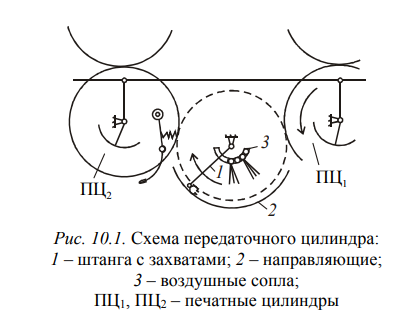 3
1
ПЦ2
ПЦ1
2
Рис. 10.1. Схема передаточного цилиндра:
1 – штанга с захватами; 2 – направляющие;
3 – воздушные сопла;
ПЦ1, ПЦ2 – печатные цилиндры